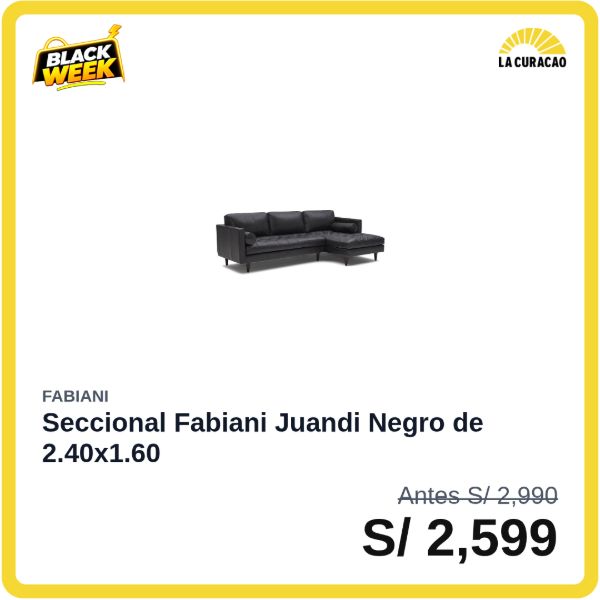 BLACK
WEEK
LA CURACAO
FABIANI
Seccional Fabiani Juandi Negro de
2.40x1.60
Antes S/ 2,990
S/ 2,599